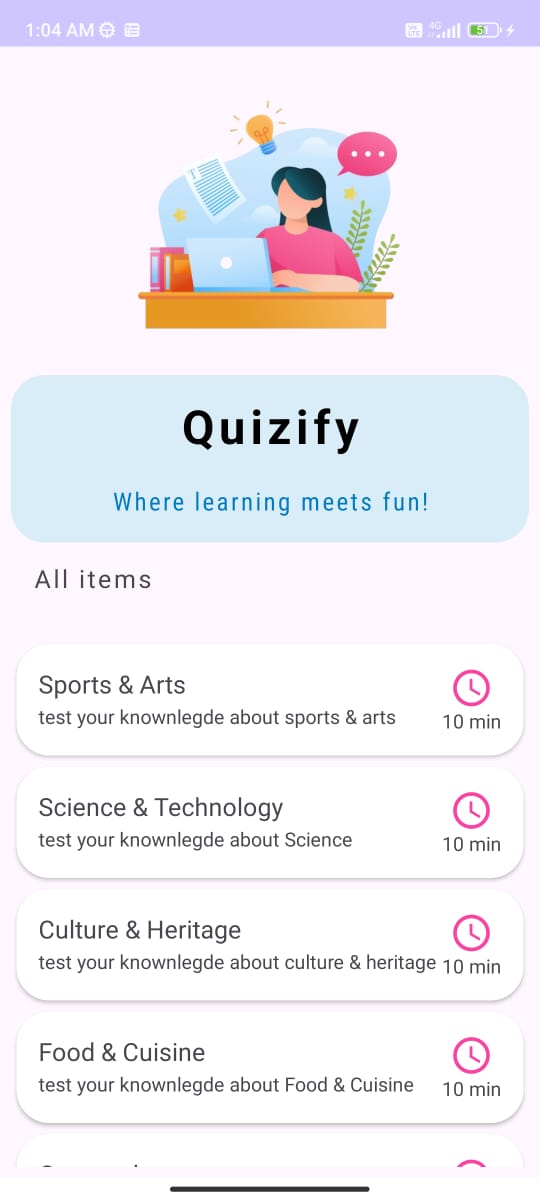 1:04 AM
Vo LTE 4G 51
T
Quizify
Where learning meets fun!
All items
Sports & Arts
test your knownlegde about sports & arts
10 min
Science & Technology
test your knownlegde about Science
10 min
Culture & Heritage
test your knownlegde about culture & heritage
10 min
Food & Cuisine
test your knownlegde about Food & Cuisine
10 min